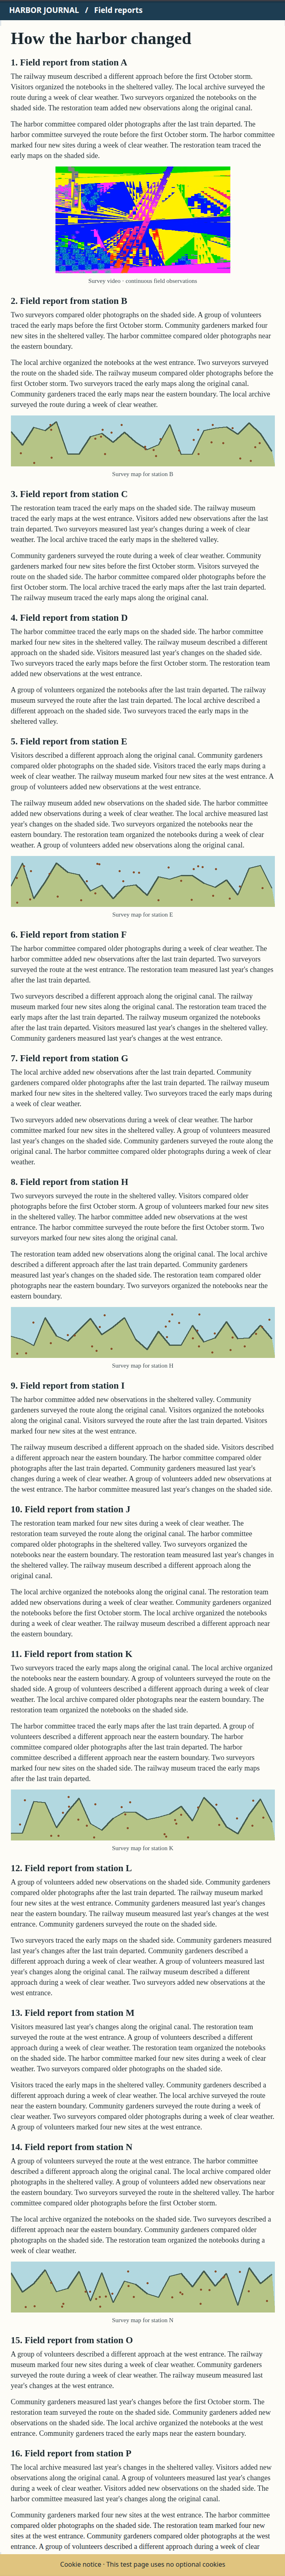 HARBOR JOURNAL / Field reports
How the harbor changed
1. Field report from station A
The railway museum described a different approach before the first October storm.
Visitors organized the notebooks in the sheltered valley. The local archive surveyed the
route during a week of clear weather. Two surveyors organized the notebooks on the
shaded side. The restoration team added new observations along the original canal.
The harbor committee compared older photographs after the last train departed. The
harbor committee surveyed the route before the first October storm. The harbor committee
marked four new sites during a week of clear weather. The restoration team traced the
early maps on the shaded side.
Survey video · continuous field observations
2. Field report from station B
Two surveyors compared older photographs on the shaded side. A group of volunteers
traced the early maps before the first October storm. Community gardeners marked four
new sites in the sheltered valley. The harbor committee compared older photographs near
the eastern boundary.
The local archive organized the notebooks at the west entrance. Two surveyors surveyed
the route on the shaded side. The railway museum compared older photographs before the
first October storm. Two surveyors traced the early maps along the original canal.
Community gardeners traced the early maps near the eastern boundary. The local archive
surveyed the route during a week of clear weather.
Survey map for station B
3. Field report from station C
The restoration team traced the early maps on the shaded side. The railway museum
traced the early maps at the west entrance. Visitors added new observations after the last
train departed. Two surveyors measured last year's changes during a week of clear
weather. The local archive traced the early maps in the sheltered valley.
Community gardeners surveyed the route during a week of clear weather. Community
gardeners marked four new sites before the first October storm. Visitors surveyed the
route on the shaded side. The harbor committee compared older photographs before the
first October storm. The local archive traced the early maps after the last train departed.
The railway museum traced the early maps along the original canal.
4. Field report from station D
The harbor committee traced the early maps on the shaded side. The harbor committee
marked four new sites in the sheltered valley. The railway museum described a different
approach on the shaded side. Visitors measured last year's changes on the shaded side.
Two surveyors traced the early maps before the first October storm. The restoration team
added new observations at the west entrance.
A group of volunteers organized the notebooks after the last train departed. The railway
museum surveyed the route after the last train departed. The local archive described a
different approach on the shaded side. Two surveyors traced the early maps in the
sheltered valley.
5. Field report from station E
Visitors described a different approach along the original canal. Community gardeners
compared older photographs on the shaded side. Visitors traced the early maps during a
week of clear weather. The railway museum marked four new sites at the west entrance. A
group of volunteers added new observations at the west entrance.
The railway museum added new observations on the shaded side. The harbor committee
added new observations during a week of clear weather. The local archive measured last
year's changes on the shaded side. Two surveyors organized the notebooks near the
eastern boundary. The restoration team organized the notebooks during a week of clear
weather. A group of volunteers added new observations along the original canal.
Survey map for station E
6. Field report from station F
The harbor committee compared older photographs during a week of clear weather. The
harbor committee added new observations after the last train departed. Two surveyors
surveyed the route at the west entrance. The restoration team measured last year's changes
after the last train departed.
Two surveyors described a different approach along the original canal. The railway
museum marked four new sites along the original canal. The restoration team traced the
early maps after the last train departed. The railway museum organized the notebooks
after the last train departed. Visitors measured last year's changes in the sheltered valley.
Community gardeners measured last year's changes at the west entrance.
7. Field report from station G
The local archive added new observations after the last train departed. Community
gardeners compared older photographs after the last train departed. The railway museum
marked four new sites in the sheltered valley. Two surveyors traced the early maps during
a week of clear weather.
Two surveyors added new observations during a week of clear weather. The harbor
committee marked four new sites in the sheltered valley. A group of volunteers measured
last year's changes on the shaded side. Community gardeners surveyed the route along the
original canal. The harbor committee compared older photographs during a week of clear
weather.
8. Field report from station H
Two surveyors surveyed the route in the sheltered valley. Visitors compared older
photographs before the first October storm. A group of volunteers marked four new sites
in the sheltered valley. The harbor committee added new observations at the west
entrance. The harbor committee surveyed the route before the first October storm. Two
surveyors marked four new sites along the original canal.
The restoration team added new observations along the original canal. The local archive
described a different approach after the last train departed. Community gardeners
measured last year's changes on the shaded side. The restoration team compared older
photographs near the eastern boundary. Two surveyors organized the notebooks near the
eastern boundary.
Survey map for station H
9. Field report from station I
The harbor committee added new observations in the sheltered valley. Community
gardeners surveyed the route along the original canal. Visitors organized the notebooks
along the original canal. Visitors surveyed the route after the last train departed. Visitors
marked four new sites at the west entrance.
The railway museum described a different approach on the shaded side. Visitors described
a different approach near the eastern boundary. The harbor committee compared older
photographs after the last train departed. Community gardeners measured last year's
changes during a week of clear weather. A group of volunteers added new observations at
the west entrance. The harbor committee measured last year's changes on the shaded side.
10. Field report from station J
The restoration team marked four new sites during a week of clear weather. The
restoration team surveyed the route along the original canal. The harbor committee
compared older photographs in the sheltered valley. Two surveyors organized the
notebooks near the eastern boundary. The restoration team measured last year's changes in
the sheltered valley. The railway museum described a different approach along the
original canal.
The local archive organized the notebooks along the original canal. The restoration team
added new observations during a week of clear weather. Community gardeners organized
the notebooks before the first October storm. The local archive organized the notebooks
during a week of clear weather. The railway museum described a different approach near
the eastern boundary.
11. Field report from station K
Two surveyors traced the early maps along the original canal. The local archive organized
the notebooks near the eastern boundary. A group of volunteers surveyed the route on the
shaded side. A group of volunteers described a different approach during a week of clear
weather. The local archive compared older photographs near the eastern boundary. The
restoration team organized the notebooks on the shaded side.
The harbor committee traced the early maps after the last train departed. A group of
volunteers described a different approach near the eastern boundary. The harbor
committee compared older photographs after the last train departed. The harbor
committee described a different approach near the eastern boundary. Two surveyors
marked four new sites on the shaded side. The railway museum traced the early maps
after the last train departed.
Survey map for station K
12. Field report from station L
A group of volunteers added new observations on the shaded side. Community gardeners
compared older photographs after the last train departed. The railway museum marked
four new sites at the west entrance. Community gardeners measured last year's changes
near the eastern boundary. The railway museum measured last year's changes at the west
entrance. Community gardeners surveyed the route on the shaded side.
Two surveyors traced the early maps on the shaded side. Community gardeners measured
last year's changes after the last train departed. Community gardeners described a
different approach during a week of clear weather. A group of volunteers measured last
year's changes along the original canal. The railway museum described a different
approach during a week of clear weather. Two surveyors added new observations at the
west entrance.
13. Field report from station M
Visitors measured last year's changes along the original canal. The restoration team
surveyed the route at the west entrance. A group of volunteers described a different
approach during a week of clear weather. The restoration team organized the notebooks
on the shaded side. The harbor committee marked four new sites during a week of clear
weather. Two surveyors compared older photographs on the shaded side.
Visitors traced the early maps in the sheltered valley. Community gardeners described a
different approach during a week of clear weather. The local archive surveyed the route
near the eastern boundary. Community gardeners surveyed the route during a week of
clear weather. Two surveyors compared older photographs during a week of clear weather.
A group of volunteers marked four new sites at the west entrance.
14. Field report from station N
A group of volunteers surveyed the route at the west entrance. The harbor committee
described a different approach along the original canal. The local archive compared older
photographs in the sheltered valley. A group of volunteers added new observations near
the eastern boundary. Two surveyors surveyed the route in the sheltered valley. The harbor
committee compared older photographs before the first October storm.
The local archive organized the notebooks on the shaded side. Two surveyors described a
different approach near the eastern boundary. Community gardeners compared older
photographs on the shaded side. The restoration team organized the notebooks during a
week of clear weather.
Survey map for station N
15. Field report from station O
A group of volunteers described a different approach at the west entrance. The railway
museum marked four new sites during a week of clear weather. Community gardeners
surveyed the route during a week of clear weather. The railway museum measured last
year's changes at the west entrance.
Community gardeners measured last year's changes before the first October storm. The
restoration team surveyed the route on the shaded side. Community gardeners added new
observations on the shaded side. The local archive organized the notebooks at the west
entrance. Community gardeners traced the early maps near the eastern boundary.
16. Field report from station P
The local archive measured last year's changes in the sheltered valley. Visitors added new
observations along the original canal. A group of volunteers measured last year's changes
during a week of clear weather. Visitors added new observations on the shaded side. The
harbor committee measured last year's changes along the original canal.
Community gardeners marked four new sites at the west entrance. The harbor committee
compared older photographs on the shaded side. The restoration team marked four new
sites at the west entrance. Community gardeners compared older photographs at the west
entrance. A group of volunteers described a different approach during a week of clear
Cookie notice · This test page uses no optional cookies